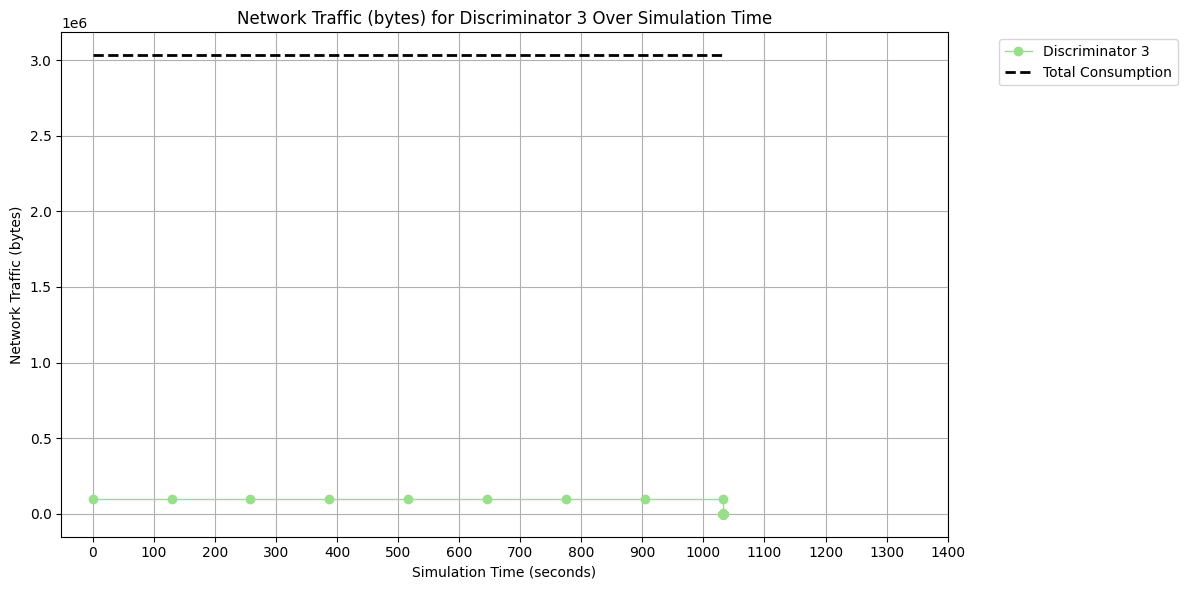 Network Traffic (bytes) for Discriminator 3 Over Simulation Time
1e6
3.0
2.5
2.0
1.5
1.0
0.5
0.0
Network Traffic (bytes)
0 100 200 300 400 500 600 700 800 900 1000 1100 1200 1300 1400
Simulation Time (seconds)
Discriminator 3
Total Consumption